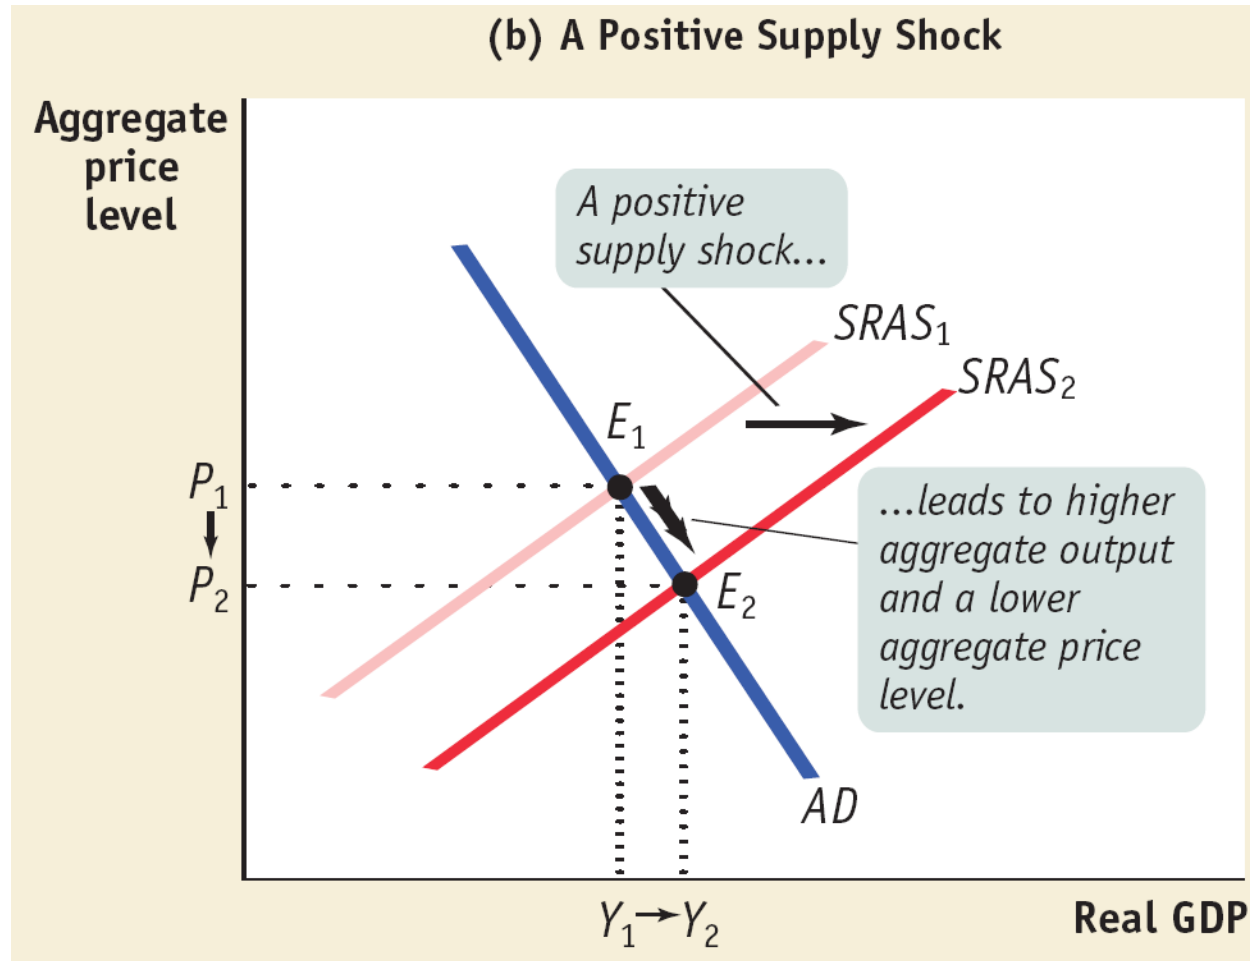 (b) A Positive Supply Shock
Aggregate
price
level
A positive
supply shock...
SRAS₁
SRAS₂
E₁
P₁
...leads to higher
aggregate output
and a lower
aggregate price
level.
P₂
E₂
AD
Y₁→Y₂
Real GDP